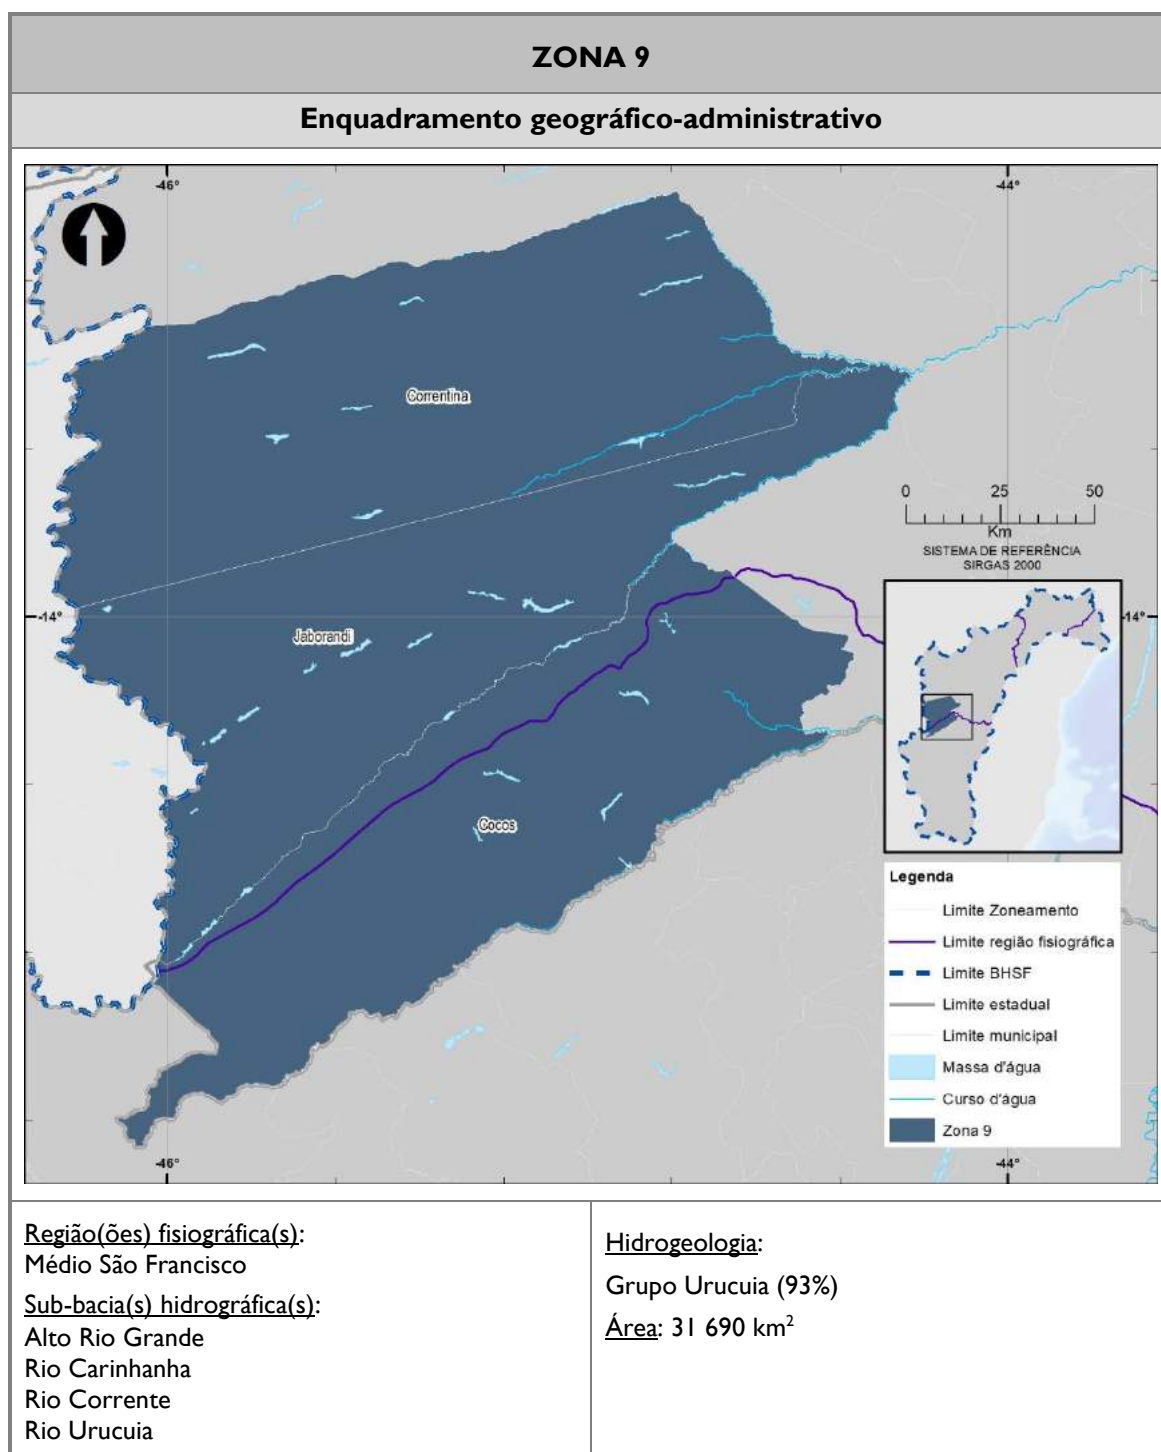 ZONA 9
Enquadramento geográfico-administrativo
-46°
-44°
Correntina
0 25 50
Km
SISTEMA DE REFERÊNCIA
SIRGAS 2000
-14°
-14°
Jaborandi
Cocos
Legenda
Limite Zoneamento
Limite região fisiográfica
Limite BHSF
Limite estadual
Limite municipal
Massa d'água
Curso d'água
Zona 9
-46°
-44°
Região(ões) fisiográfica(s):
Médio São Francisco
Sub-bacia(s) hidrográfica(s):
Alto Rio Grande
Rio Carinhanha
Rio Corrente
Rio Urucuia
Hidrogeologia:
Grupo Urucuia (93%)
Área: 31 690 km²